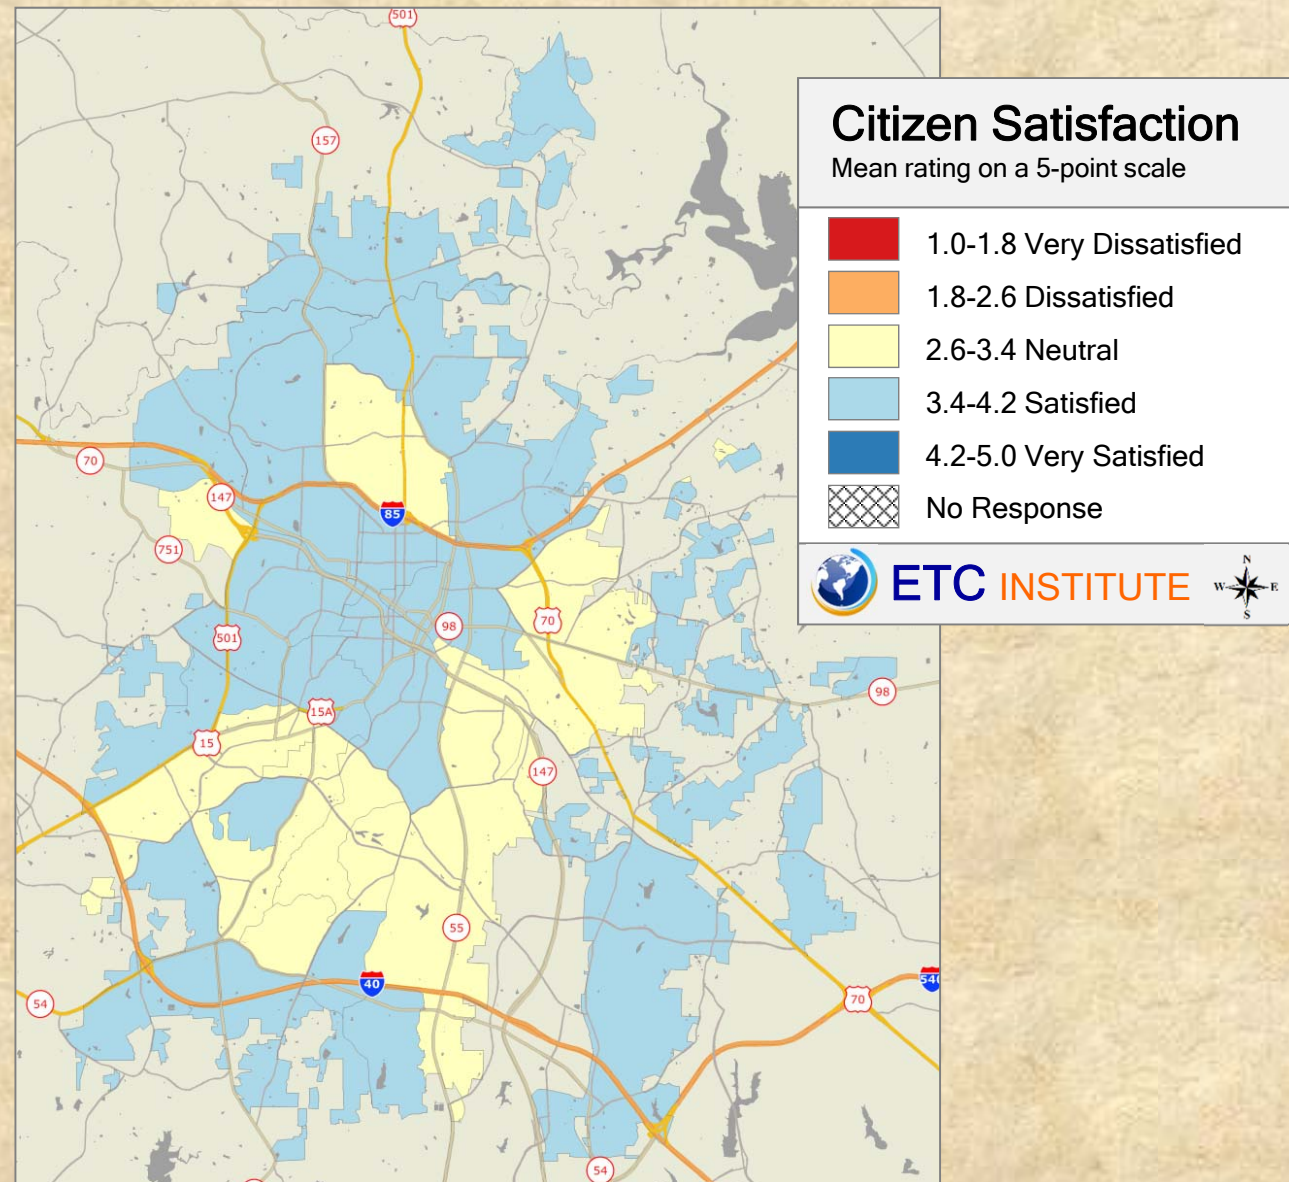 501
157
Citizen Satisfaction
Mean rating on a 5-point scale
1.0-1.8 Very Dissatisfied
1.8-2.6 Dissatisfied
2.6-3.4 Neutral
3.4-4.2 Satisfied
4.2-5.0 Very Satisfied
No Response
ETC INSTITUTE
N
W E
S
70
147
85
751
98
70
501
98
15A
15
147
55
40
54
70
540
54